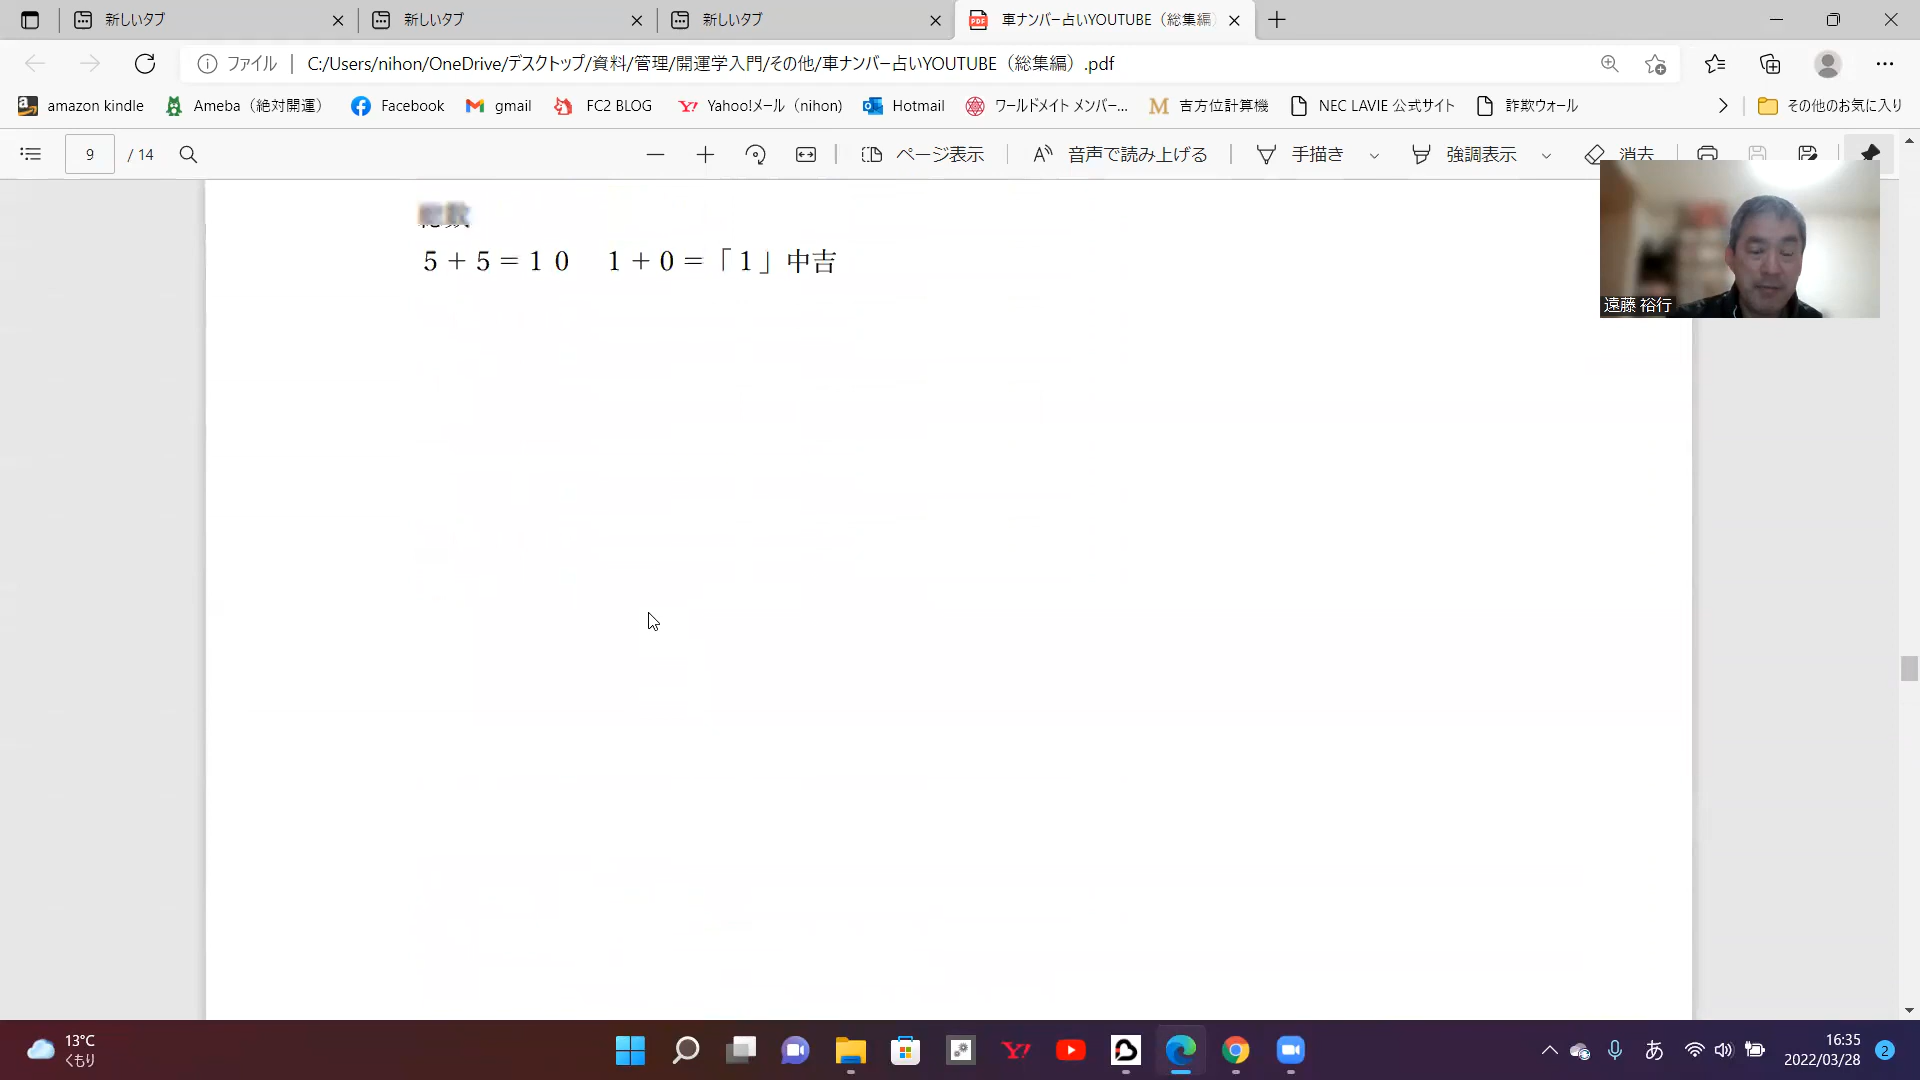 新しいタブ
新しいタブ
新しいタブ
車ナンバー占いYOUTUBE（総集編
ファイル
C:/Users/nihon/OneDrive/デスクトップ/資料/管理/開運学入門/その他/車ナンバー占いYOUTUBE（総集編）.pdf
amazon kindle
Ameba（絶対開運）
Facebook
gmail
FC2 BLOG
Yahoo!メール（nihon）
Hotmail
ワールドメイト メンバー...
吉方位計算機
NEC LAVIE 公式サイト
詐欺ウォール
その他のお気に入り
9 / 14
ページ表示
音声で読み上げる
手描き
強調表示
消去
総数
５＋５＝１０　１＋０＝「１」中吉
遠藤 裕行
13°C
くもり
あ
16:35
2022/03/28
2